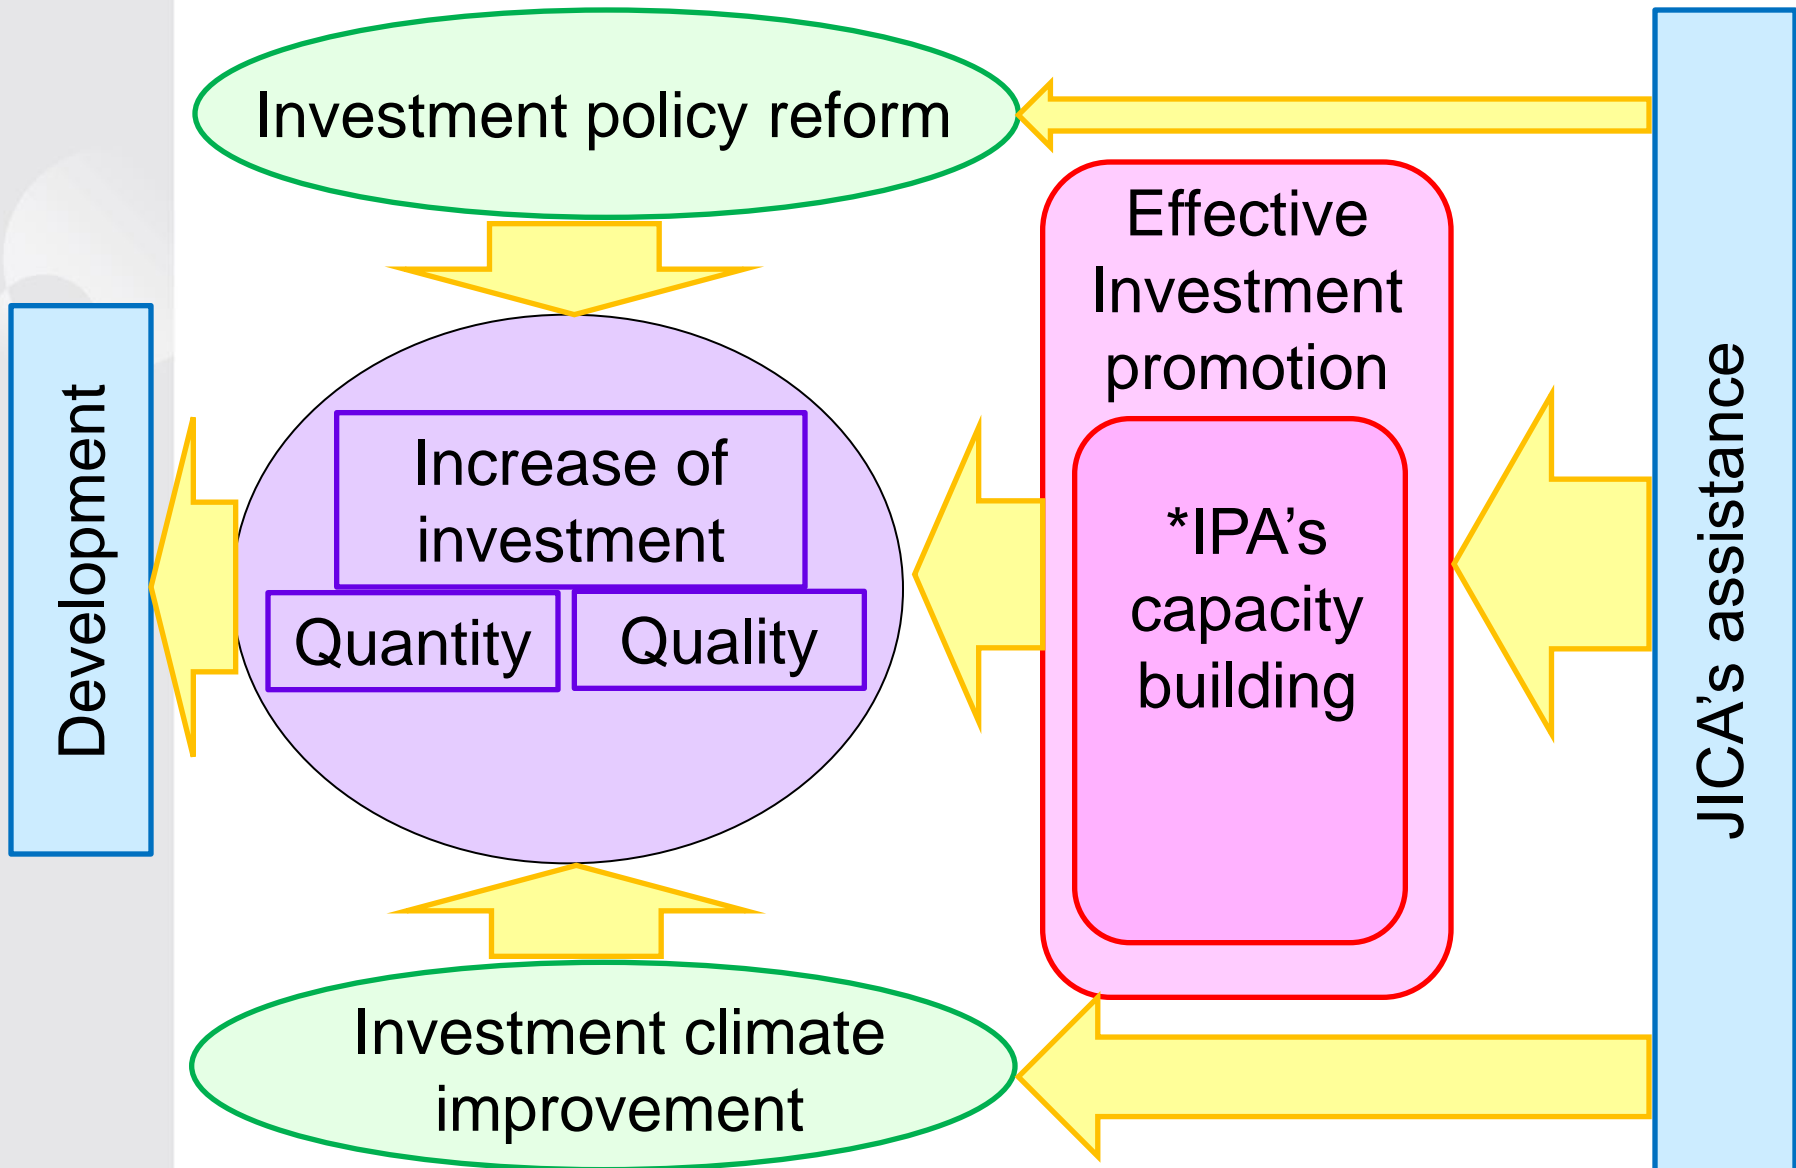 Investment policy reform
Effective
Investment
promotion
*IPA’s
capacity
building
Increase of
investment
Quantity
Quality
Development
JICA’s assistance
Investment climate
improvement